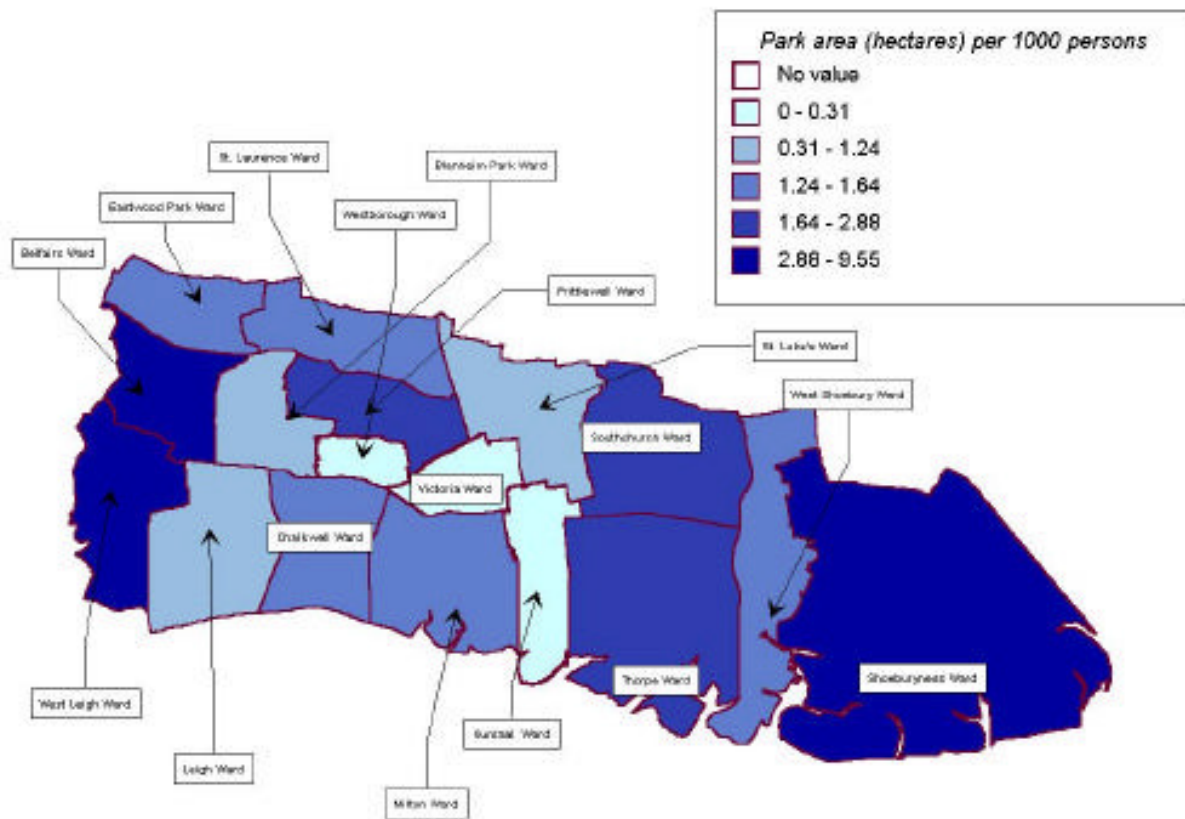 Park area (hectares) per 1000 persons
No value
0 - 0.31
0.31 - 1.24
1.24 - 1.64
1.64 - 2.88
2.88 - 9.55
St. Laurence Ward
Blenheim Park Ward
Eastwood Park Ward
Westborough Ward
Belfairs Ward
Prittlewell Ward
St. Luke's Ward
West Shoebury Ward
Southchurch Ward
Victoria Ward
Chalkwell Ward
Thorpe Ward
Shoeburyness Ward
West Leigh Ward
Kursaal Ward
Leigh Ward
Milton Ward